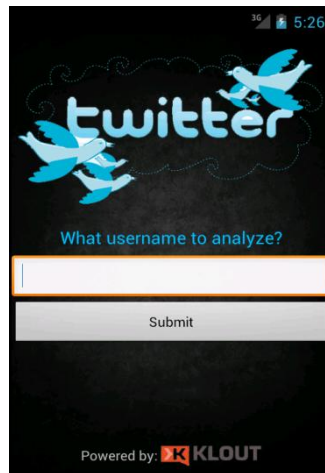 3G 5:26
twitter
What username to analyze?
Submit
Powered by: KLOUT